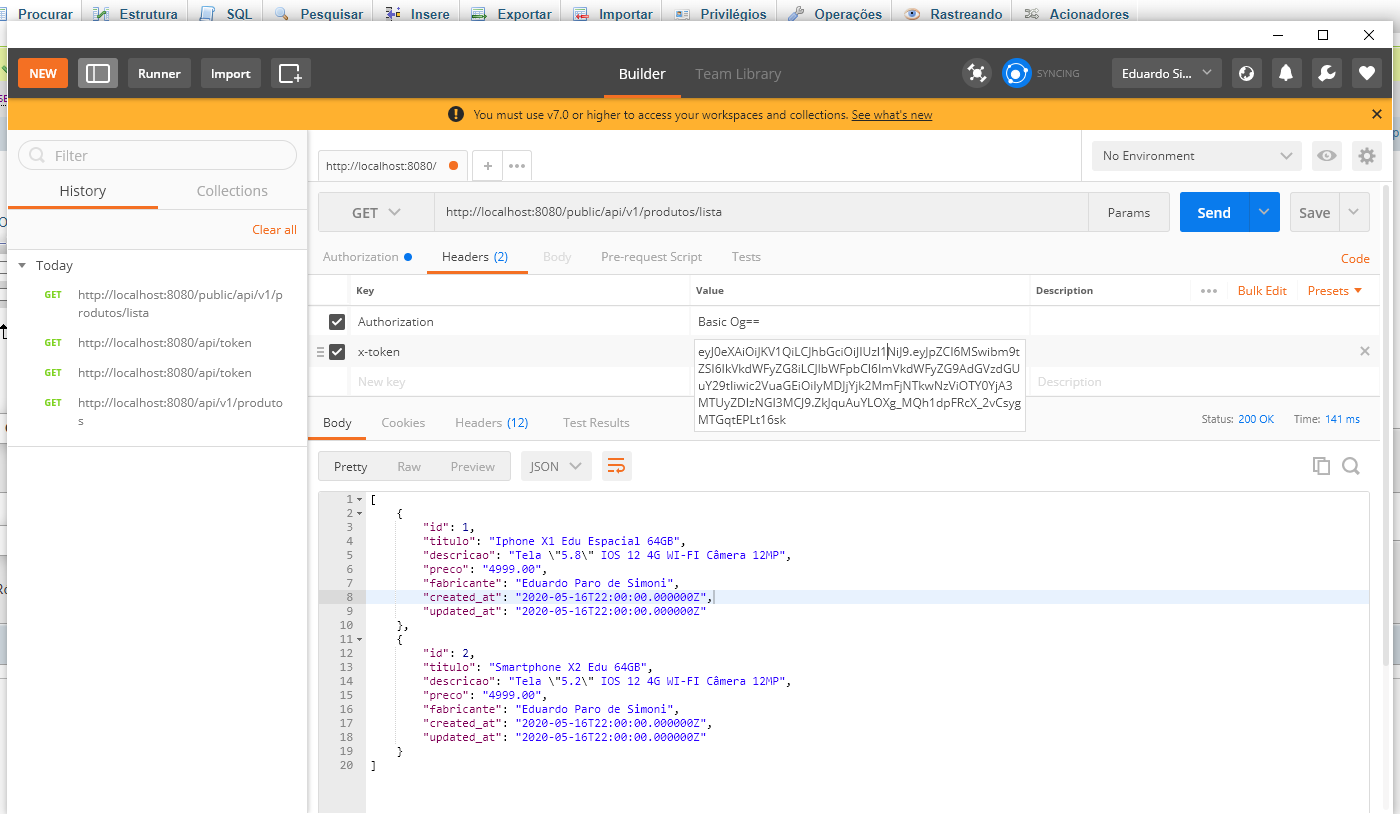 Procurar Estrutura SQL Pesquisar Insere Exportar Importar Privilégios Operações Rastreando Acionadores
NEW Runner Import Builder Team Library SYNCING Eduardo Si...
You must use v7.0 or higher to access your workspaces and collections. See what's new
Filter
History Collections
Clear all
Today
GET http://localhost:8080/public/api/v1/p
rodutos/lista
GET http://localhost:8080/api/token
GET http://localhost:8080/api/token
GET http://localhost:8080/api/v1/produto
s
http://localhost:8080/ + ••• No Environment
GET http://localhost:8080/public/api/v1/produtos/lista Params Send Save
Authorization Headers (2) Body Pre-request Script Tests Code
Key Value Description ••• Bulk Edit Presets
Authorization Basic Og==
x-token eyJ0eXAiOiJKV1QiLCJhbGciOiJIUzI1NiJ9.eyJpZCI6MSwibm9t
ZSI6IkVkdWFyZG8iLCJlbWFpbCI6ImVkdWFyZG9AdGVzdGU
uY29tIiwic2VuaGEiOiIyMDJjYjk2MmFjNTkwNzViOTY0YjA3
MTUyZDIzNGI3MCJ9.ZkJquAuYLOXg_MQh1dpFRcX_2vCsyg
MTGqtEPLt16sk
New key Description
Body Cookies Headers (12) Test Results Status: 200 OK Time: 141 ms
Pretty Raw Preview JSON
1 [
2 {
3 "id": 1,
4 "titulo": "Iphone X1 Edu Espacial 64GB",
5 "descricao": "Tela \"5.8\" IOS 12 4G WI-FI Câmera 12MP",
6 "preco": "4999.00",
7 "fabricante": "Eduardo Paro de Simoni",
8 "created_at": "2020-05-16T22:00:00.000000Z",
9 "updated_at": "2020-05-16T22:00:00.000000Z"
10 },
11 {
12 "id": 2,
13 "titulo": "Smartphone X2 Edu 64GB",
14 "descricao": "Tela \"5.2\" IOS 12 4G WI-FI Câmera 12MP",
15 "preco": "4999.00",
16 "fabricante": "Eduardo Paro de Simoni",
17 "created_at": "2020-05-16T22:00:00.000000Z",
18 "updated_at": "2020-05-16T22:00:00.000000Z"
19 }
20 ]